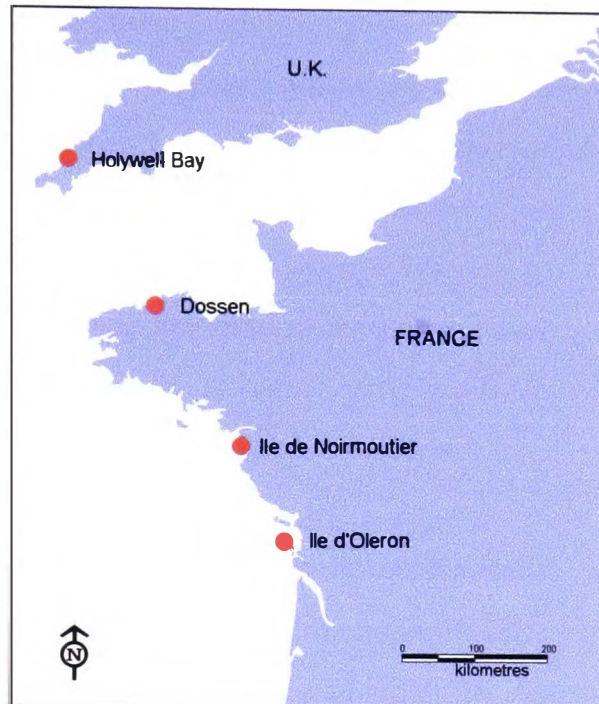 U.K.
Holywell Bay
Dossen
FRANCE
Ile de Noirmoutier
Ile d'Oleron
N
0 100 200
kilometres